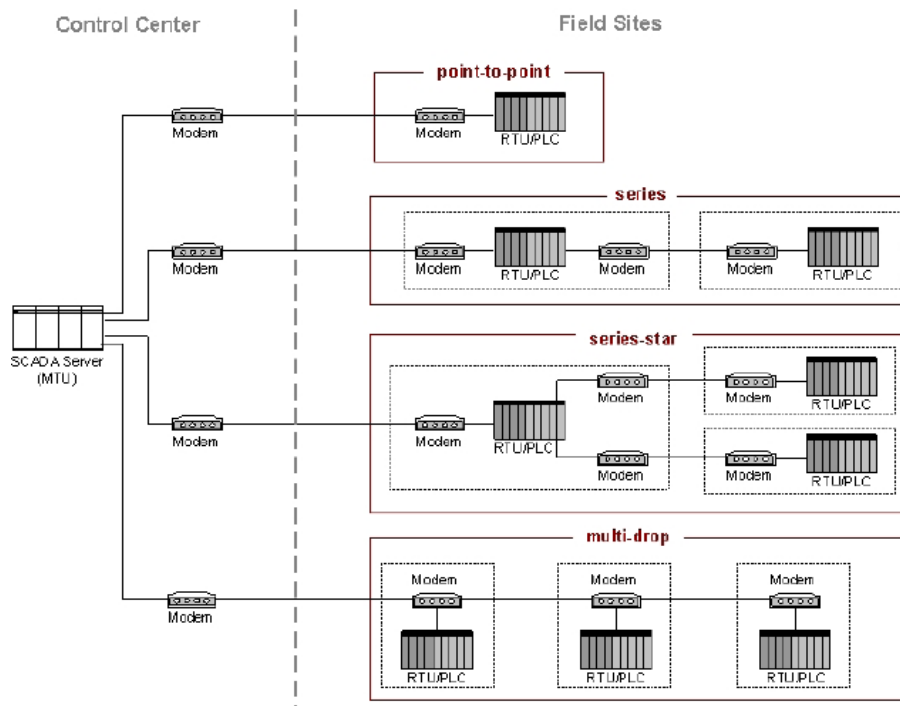 Control Center
Field Sites
point-to-point
Modem
Modem
RTU/PLC
series
Modem
Modem
RTU/PLC
Modem
Modem
RTU/PLC
SCADA Server
(MTU)
series-star
Modem
Modem
RTU/PLC
Modem
Modem
RTU/PLC
Modem
Modem
Modem
RTU/PLC
multi-drop
Modem
Modem
RTU/PLC
Modem
RTU/PLC
Modem
RTU/PLC